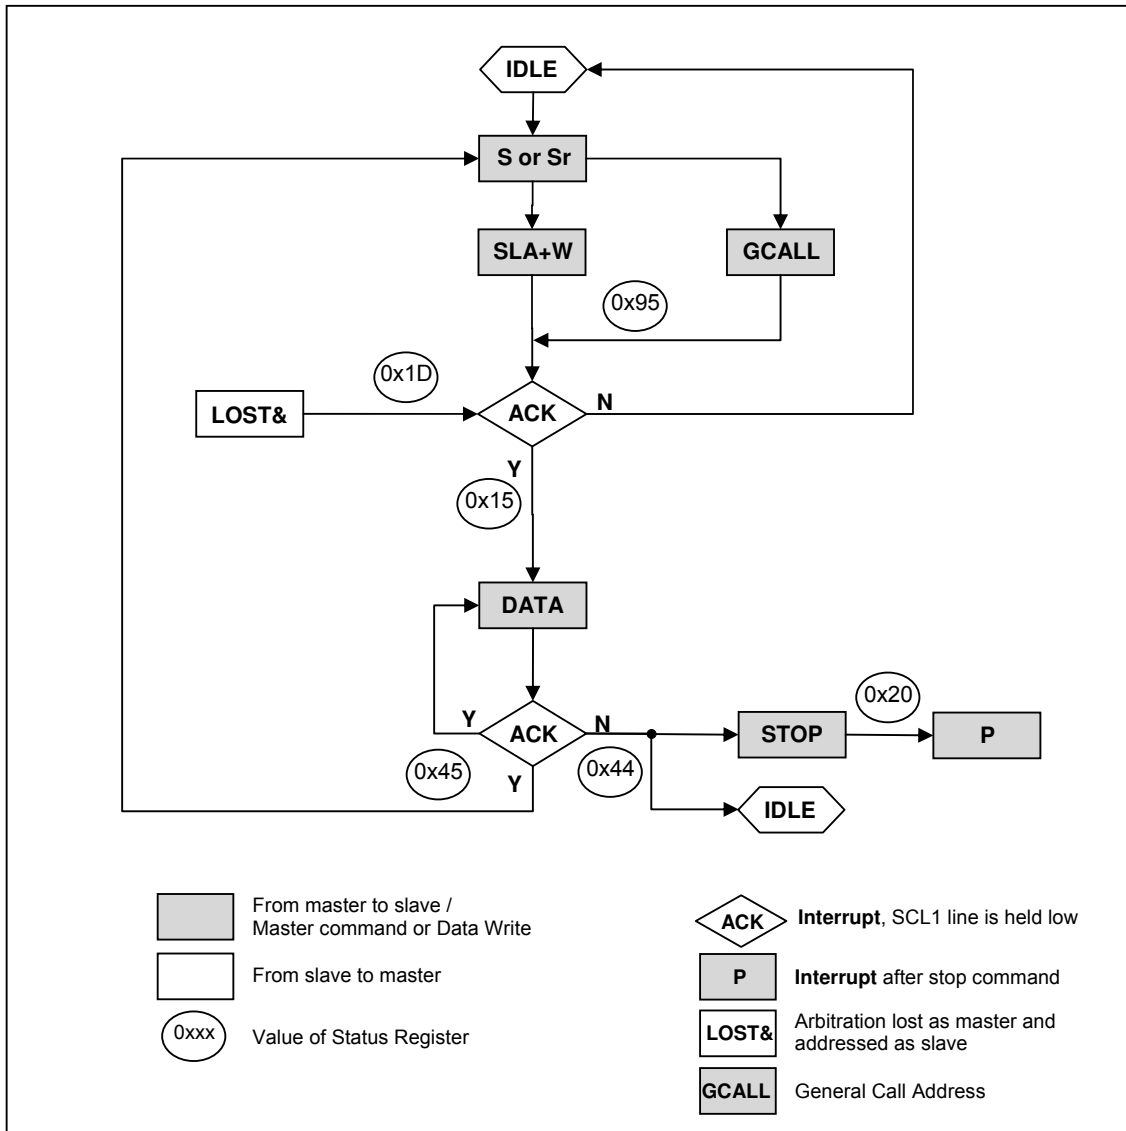 IDLE
S or Sr
SLA+W
GCALL
0x95
0x1D
LOST&
ACK
N
Y
0x15
DATA
Y
ACK
N
0x20
STOP
P
0x45
Y
0x44
IDLE
From master to slave /
Master command or Data Write
From slave to master
0xxx
Value of Status Register
ACK
Interrupt, SCL1 line is held low
P
Interrupt after stop command
LOST&
Arbitration lost as master and
addressed as slave
GCALL
General Call Address